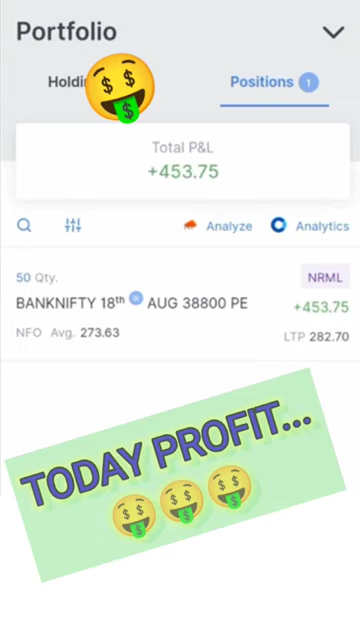 Portfolio
Positions 1
Total P&L
+453.75
Analyze
Analytics
50 Qty.
NRML
BANKNIFTY 18th W AUG 38800 PE
+453.75
NFO Avg. 273.63
LTP 282.70
TODAY PROFIT...